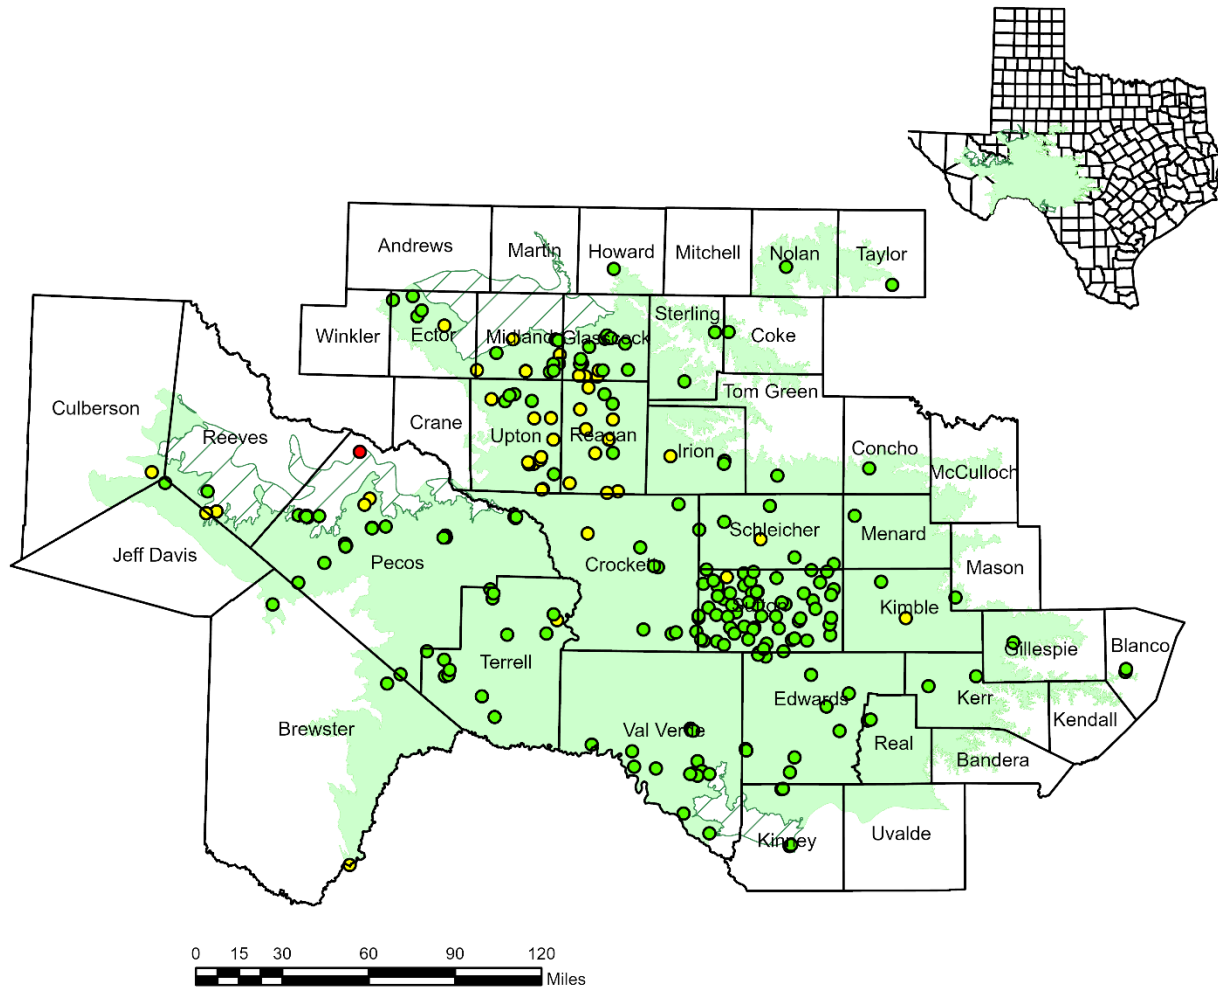 Andrews
Martin
Howard
Mitchell
Nolan
Taylor
Winkler
Ector
Midland
Glasscock
Sterling
Coke
Culberson
Reeves
Crane
Upton
Reagan
Irion
Tom Green
Concho
McCulloch
Jeff Davis
Pecos
Crockett
Schleicher
Menard
Mason
Sutton
Kimble
Gillespie
Blanco
Terrell
Brewster
Val Verde
Edwards
Real
Kerr
Kendall
Bandera
Kinney
Uvalde
0 15 30 60 90 120
Miles